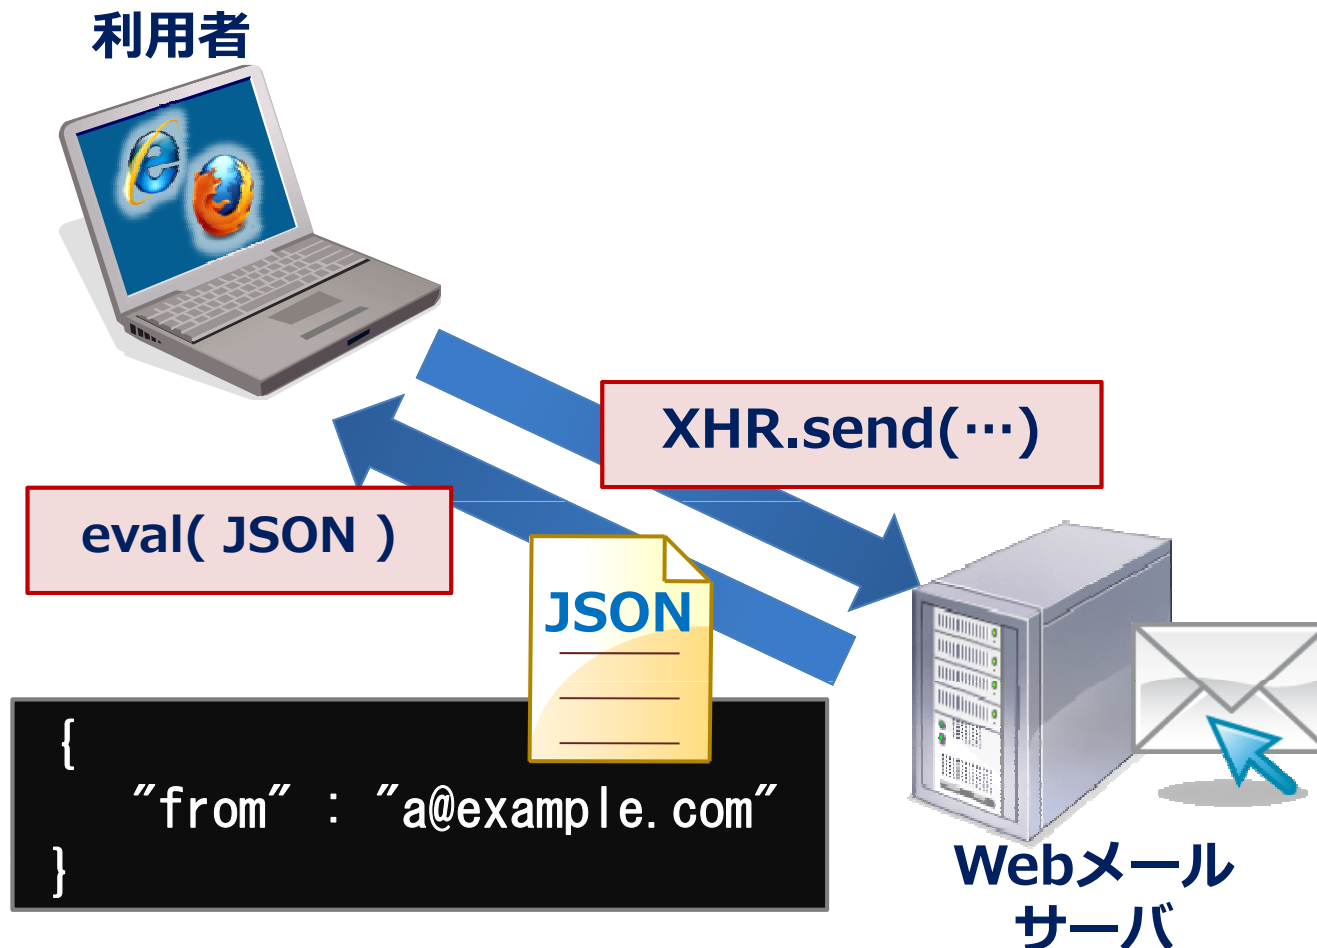 利用者
XHR.send(…)
eval( JSON )
JSON
{
"from" : "a@example.com"
}
Webメール
サーバ